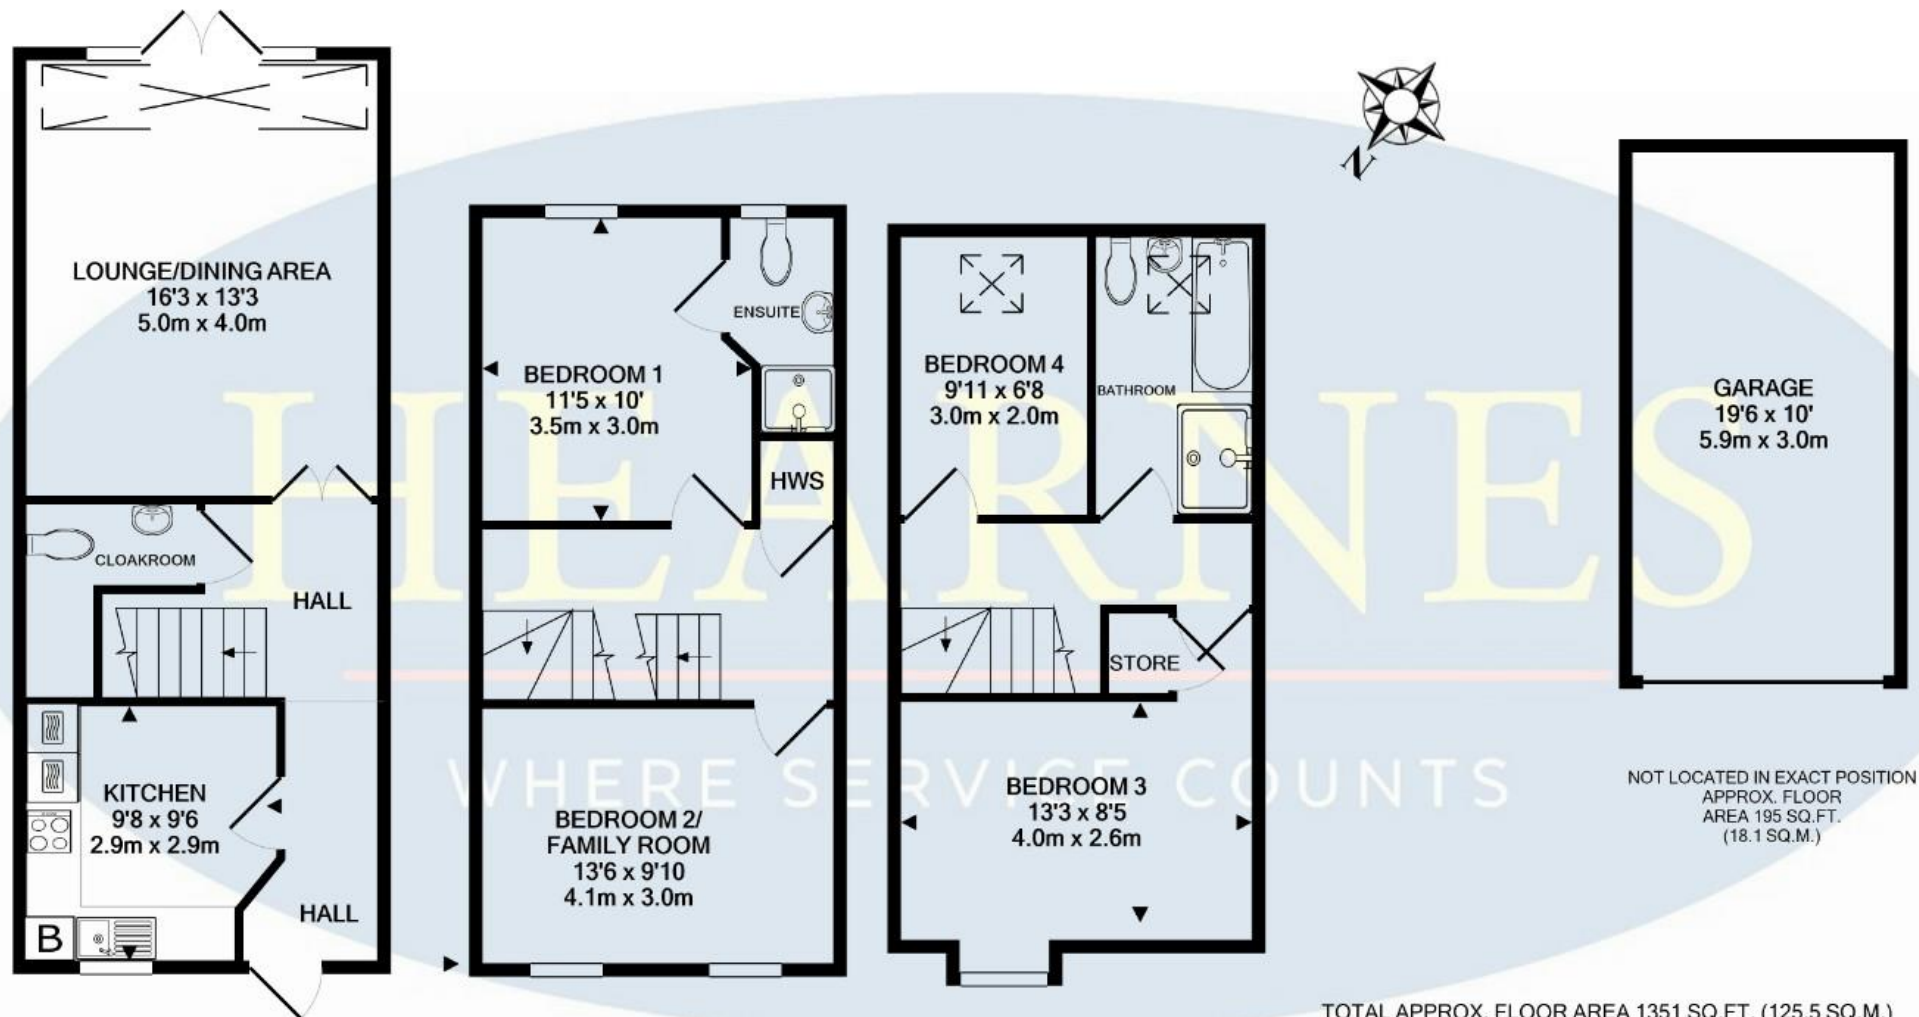 N
LOUNGE/DINING AREA
16'3 x 13'3
5.0m x 4.0m
CLOAKROOM
HALL
KITCHEN
9'8 x 9'6
2.9m x 2.9m
HALL
B
BEDROOM 1
11'5 x 10'
3.5m x 3.0m
ENSUITE
HWS
BEDROOM 2/
FAMILY ROOM
13'6 x 9'10
4.1m x 3.0m
BEDROOM 4
9'11 x 6'8
3.0m x 2.0m
BATHROOM
STORE
BEDROOM 3
13'3 x 8'5
4.0m x 2.6m
GARAGE
19'6 x 10'
5.9m x 3.0m
NOT LOCATED IN EXACT POSITION
APPROX. FLOOR
AREA 195 SQ.FT.
(18.1 SQ.M.)
HEARNES
WHERE SERVICE COUNTS
TOTAL APPROX. FLOOR AREA 1351 SQ.FT. (125.5 SQ.M.)